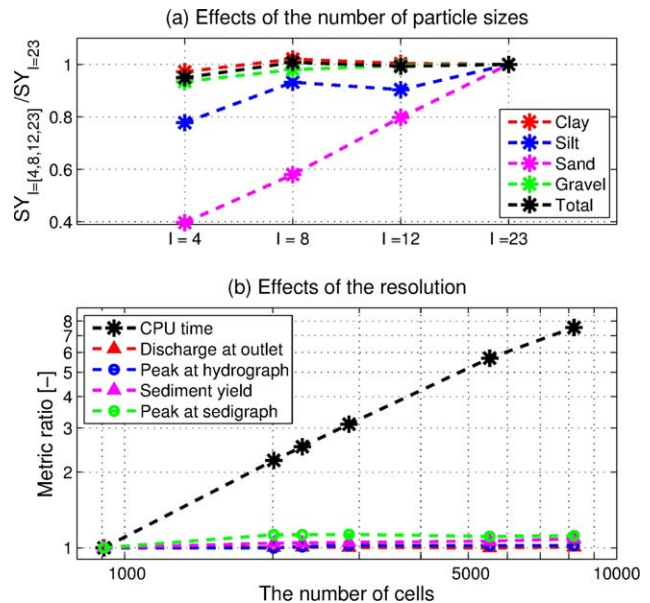 (a) Effects of the number of particle sizes
SY_I=[4,8,12,23] /SY_I=23
1
0.8
0.6
0.4
I = 4
I = 8
I =12
I =23
Clay
Silt
Sand
Gravel
Total
(b) Effects of the resolution
Metric ratio [–]
8
7
6
5
4
3
2
1
CPU time
Discharge at outlet
Peak at hydrograph
Sediment yield
Peak at sedigraph
1000
5000
10000
The number of cells